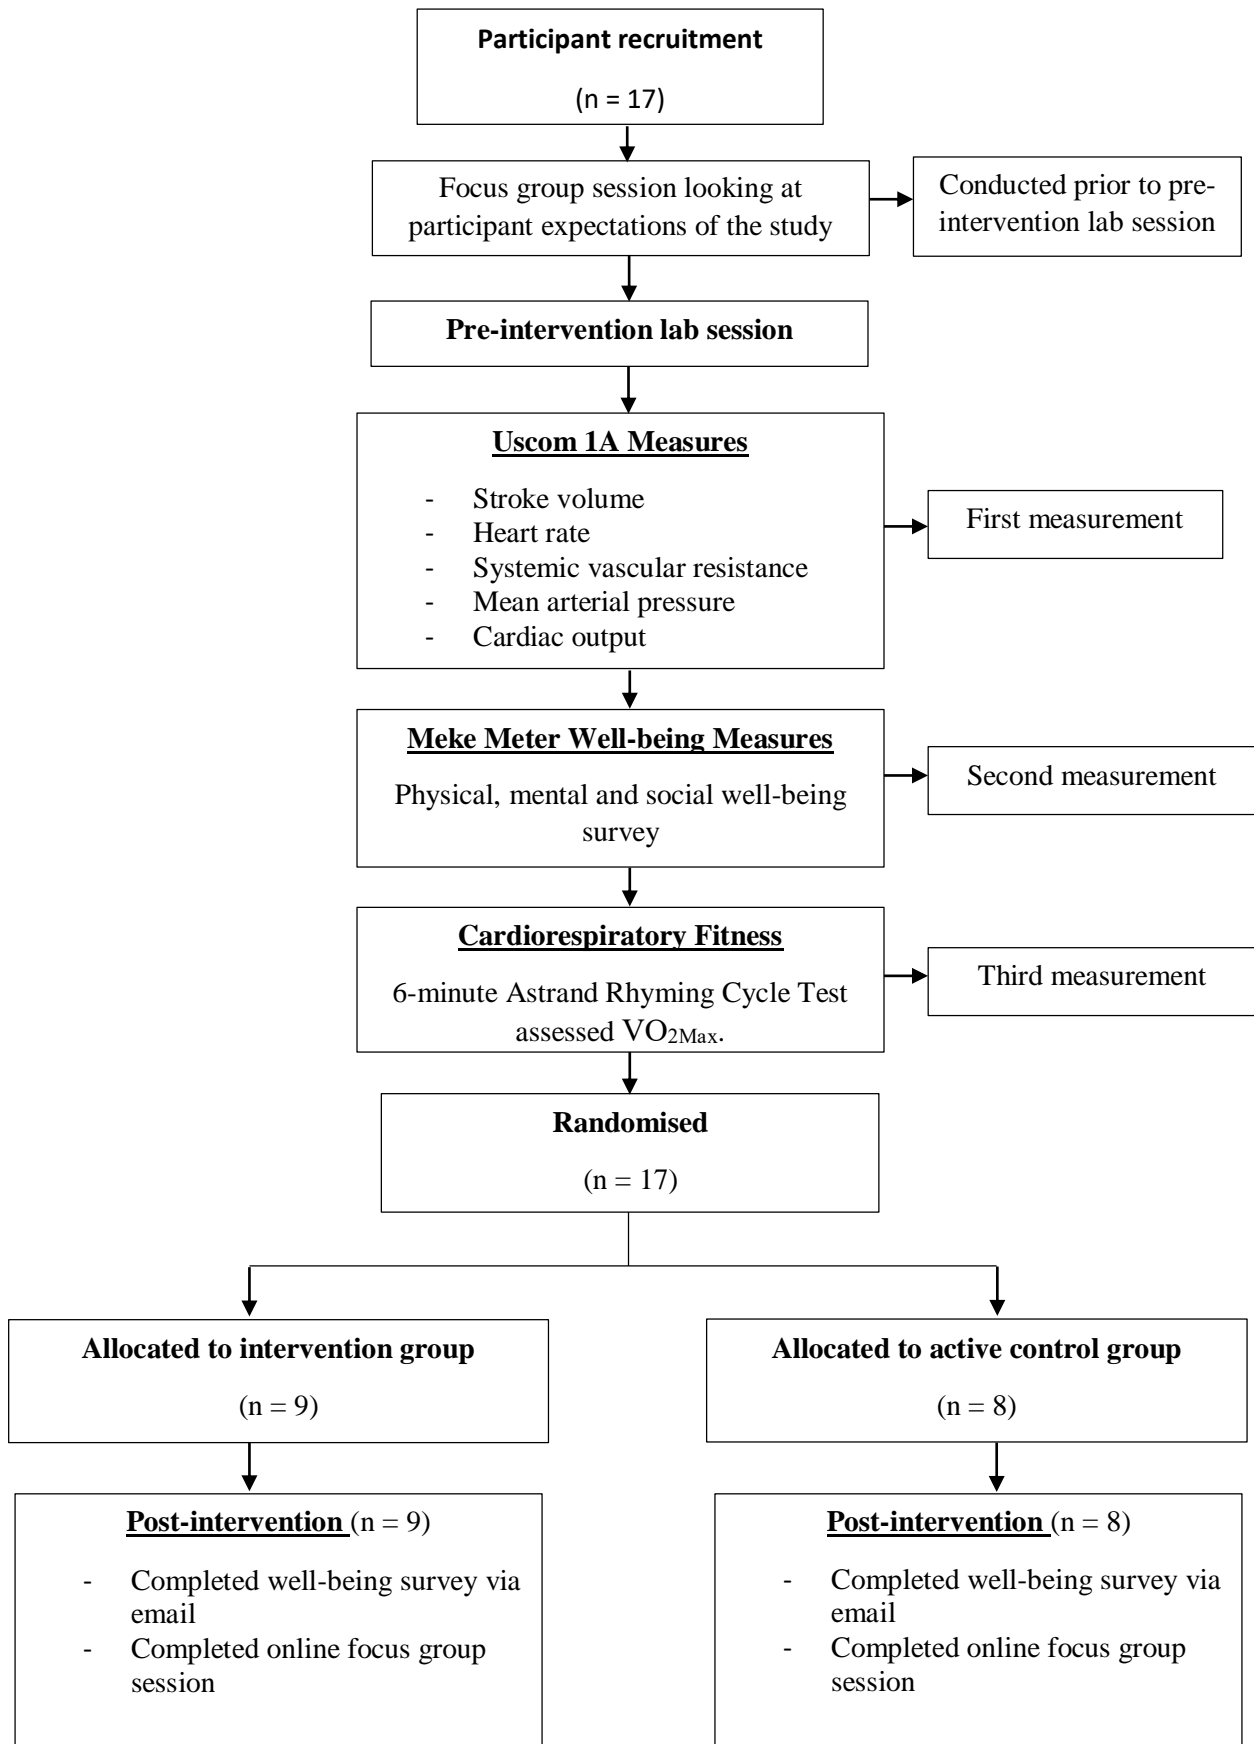 Participant recruitment
(n = 17)
Focus group session looking at
participant expectations of the study
Conducted prior to pre-
intervention lab session
Pre-intervention lab session
Uscom 1A Measures
- Stroke volume
- Heart rate
- Systemic vascular resistance
- Mean arterial pressure
- Cardiac output
First measurement
Meke Meter Well-being Measures
Physical, mental and social well-being
survey
Second measurement
Cardiorespiratory Fitness
6-minute Astrand Rhyming Cycle Test
assessed VO2Max.
Third measurement
Randomised
(n = 17)
Allocated to intervention group
(n = 9)
Allocated to active control group
(n = 8)
Post-intervention (n = 9)
- Completed well-being survey via
email
- Completed online focus group
session
Post-intervention (n = 8)
- Completed well-being survey via
email
- Completed online focus group
session